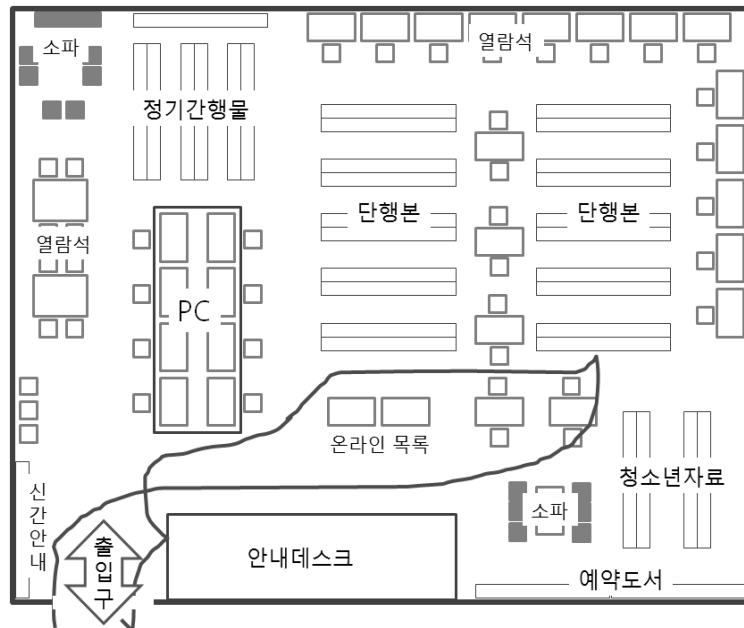 소파
열람석
정기간행물
단행본
단행본
열람석
PC
온라인 목록
청소년자료
신간안내
소파
출입구
안내데스크
예약도서